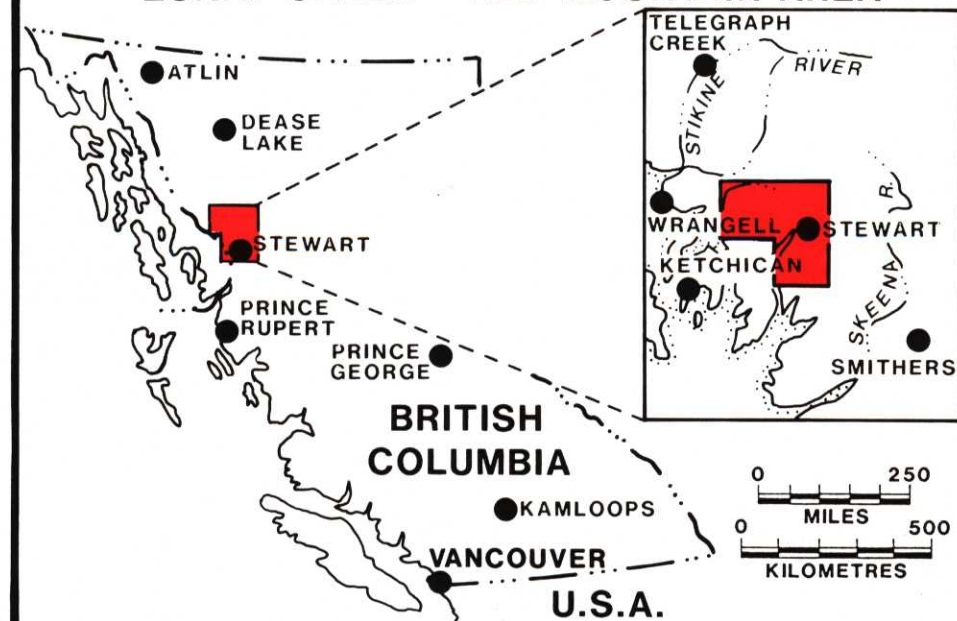 TELEGRAPH
CREEK
RIVER
STIKINE
ATLIN
DEASE
LAKE
WRANGELL
STEWART
KETCHICAN
R.
SKEENA
SMITHERS
STEWART
PRINCE
RUPERT
PRINCE
GEORGE
BRITISH
COLUMBIA
KAMLOOPS
VANCOUVER
U.S.A.
0 250
MILES
0 500
KILOMETRES